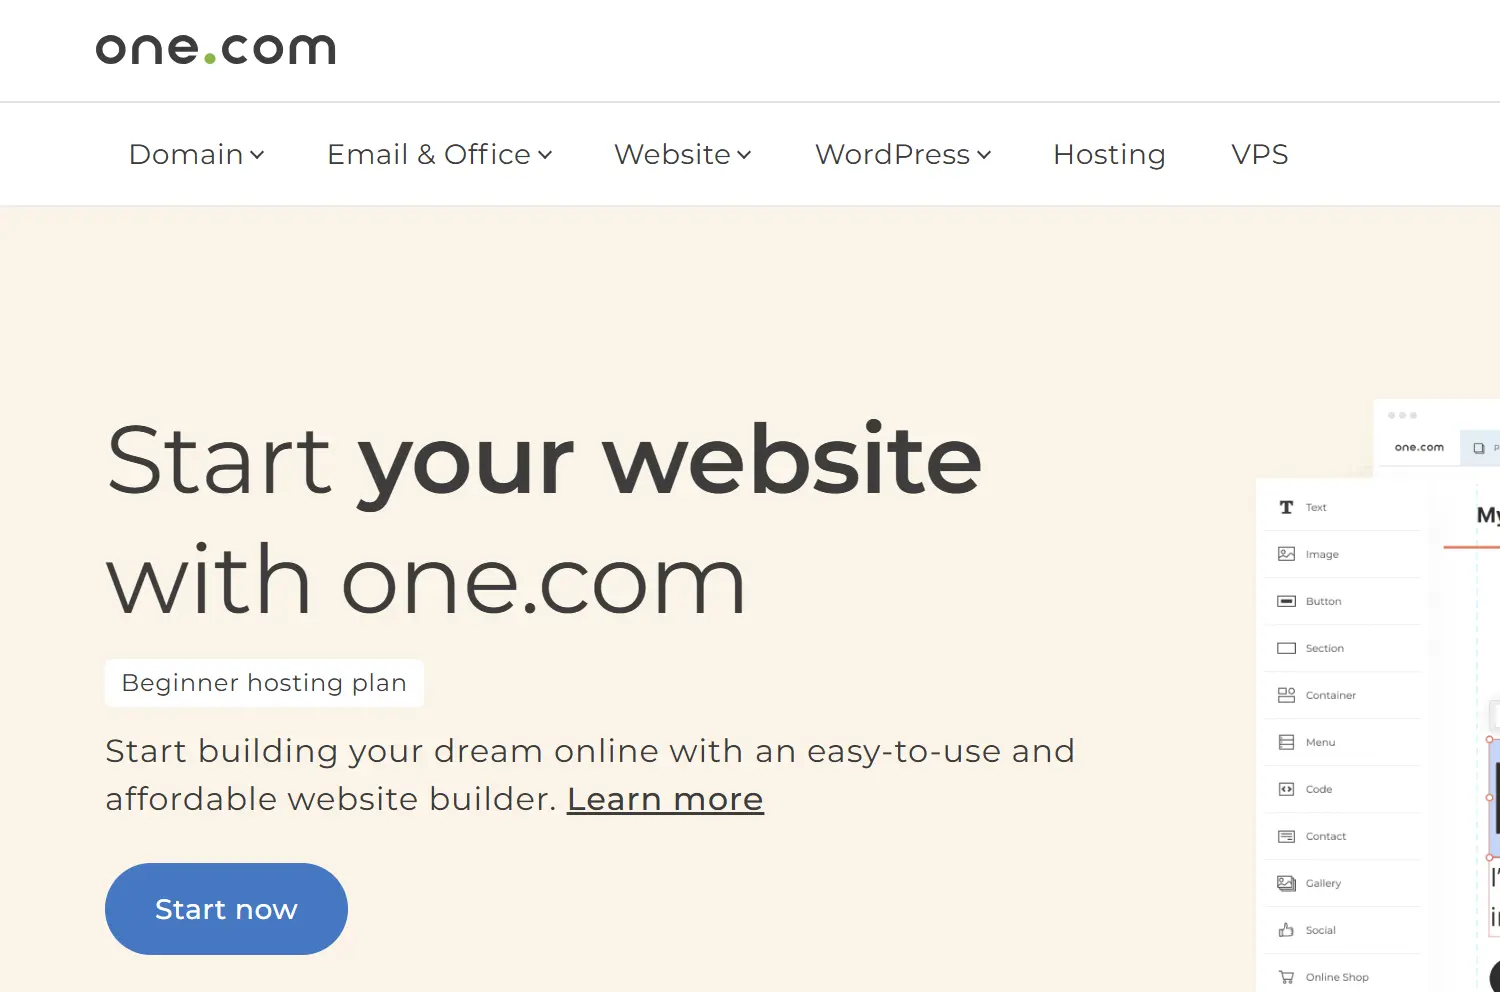 one.com
Domain Email & Office Website WordPress Hosting VPS
Start your website
with one.com
Beginner hosting plan
Start building your dream online with an easy-to-use and
affordable website builder. Learn more
Start now
one.com
Text
Image
Button
Section
Container
Menu
Code
Contact
Gallery
Social
Online Shop